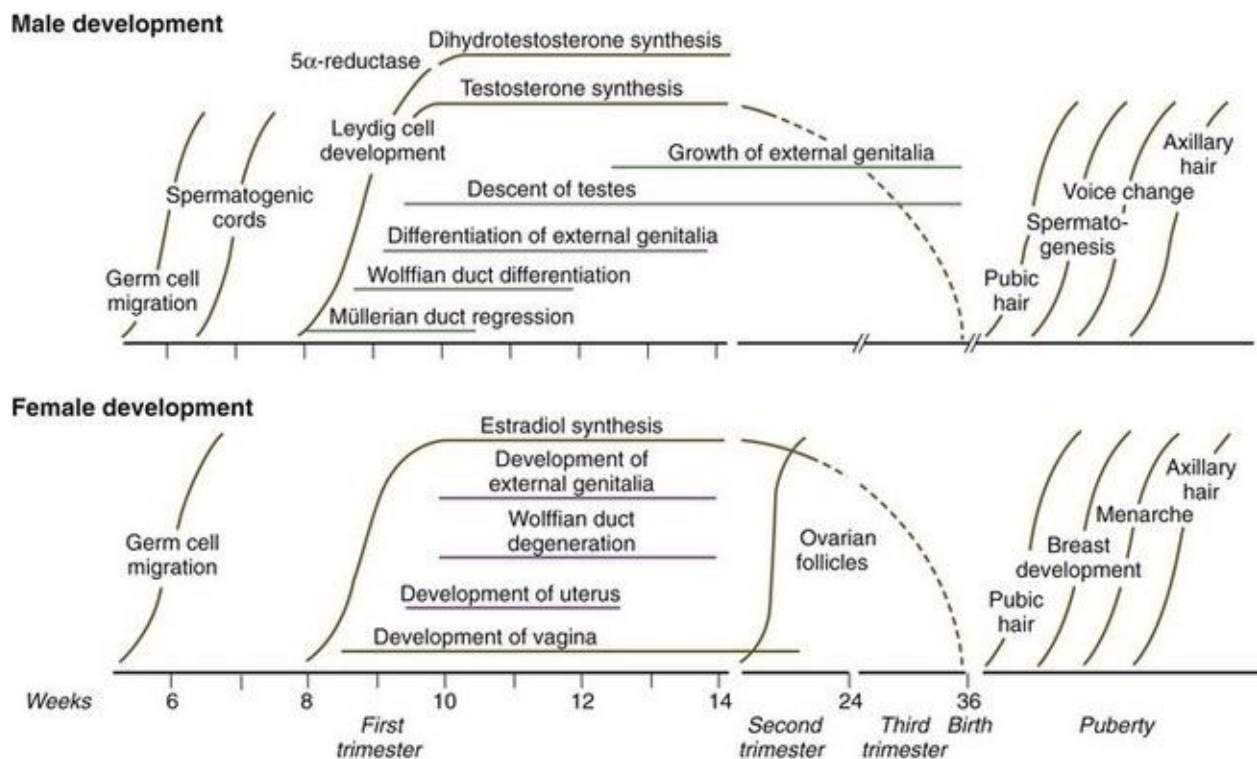 Male development
Dihydrotestosterone synthesis
5α-reductase
Testosterone synthesis
Leydig cell
development
Growth of external genitalia
Axillary
hair
Spermatogenic
cords
Descent of testes
Voice change
Spermato-
genesis
Differentiation of external genitalia
Germ cell
migration
Wolffian duct differentiation
Pubic
hair
Müllerian duct regression
Female development
Estradiol synthesis
Development of
external genitalia
Axillary
hair
Wolffian duct
degeneration
Menarche
Germ cell
migration
Ovarian
follicles
Breast
development
Development of uterus
Pubic
hair
Development of vagina
Weeks 6 8 10 12 14 24 36
First
trimester
Second
trimester
Third
trimester
Birth
Puberty